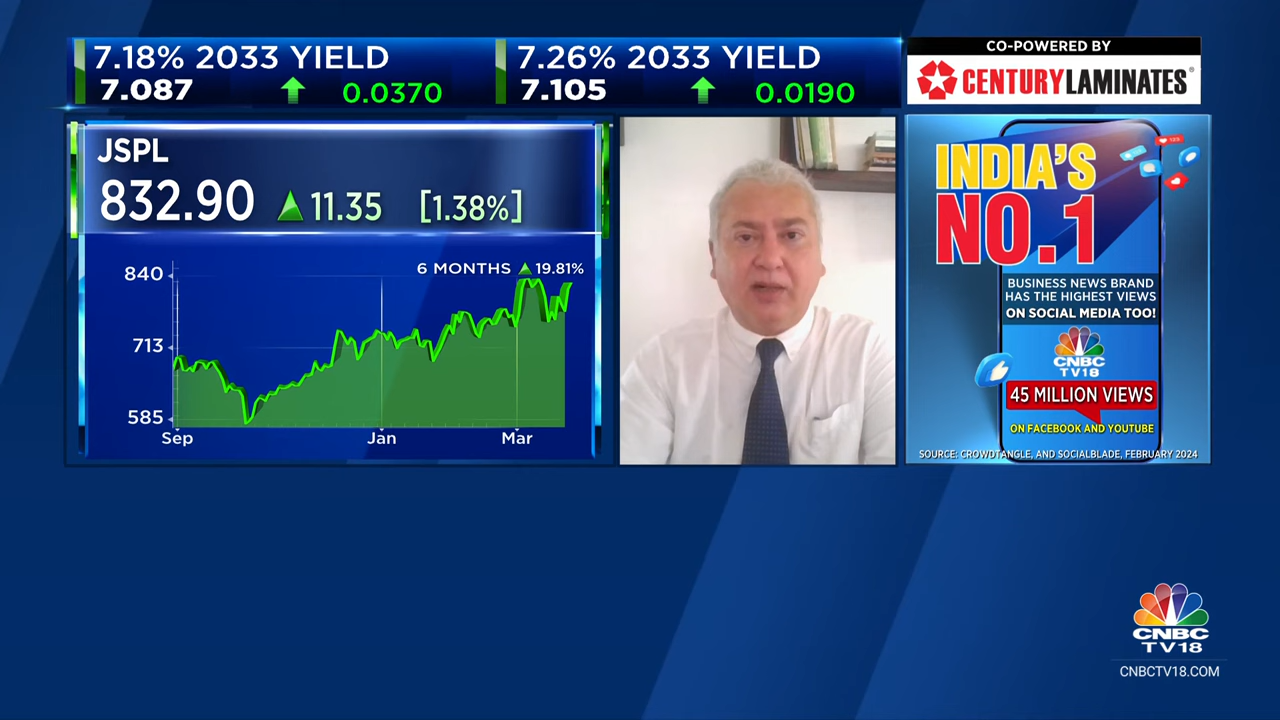 7.18% 2033 YIELD
7.087 0.0370
7.26% 2033 YIELD
7.105 0.0190
CO-POWERED BY
CENTURYLAMINATES®
JSPL
832.90 11.35 [1.38%]
6 MONTHS 19.81%
840
713
585
Sep Jan Mar
INDIA'S
NO.1
BUSINESS NEWS BRAND
HAS THE HIGHEST VIEWS
ON SOCIAL MEDIA TOO!
CNBC
TV18
45 MILLION VIEWS
ON FACEBOOK AND YOUTUBE
SOURCE: CROWDTANGLE, AND SOCIALBLADE, FEBRUARY 2024
CNBC
TV18
CNBCTV18.COM